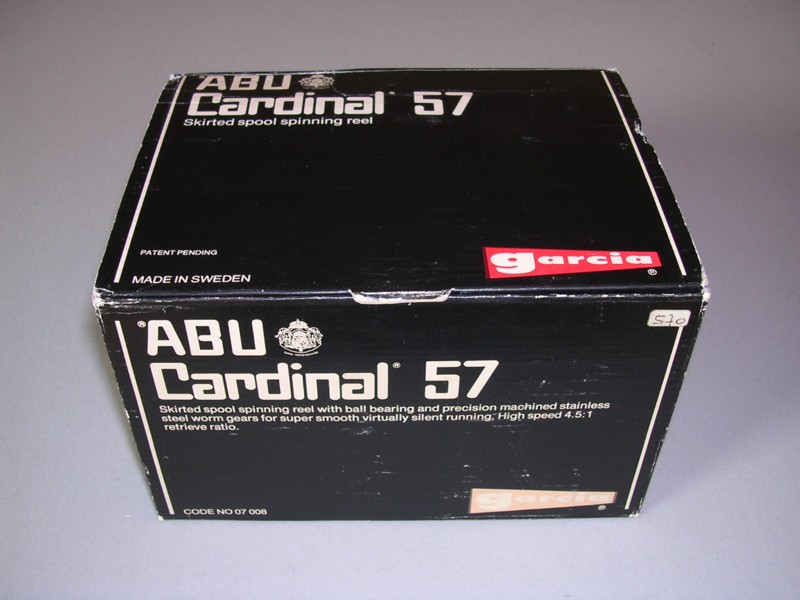 ABU
Cardinal 57
Skirted spool spinning reel
PATENT PENDING
MADE IN SWEDEN
garcia
®
®ABU
Cardinal® 57
570
Skirted spool spinning reel with ball bearing and precision machined stainless
steel worm gears for super smooth virtually silent running. High speed 4.5:1
retrieve ratio.
CODE NO 07 008
garcia
®